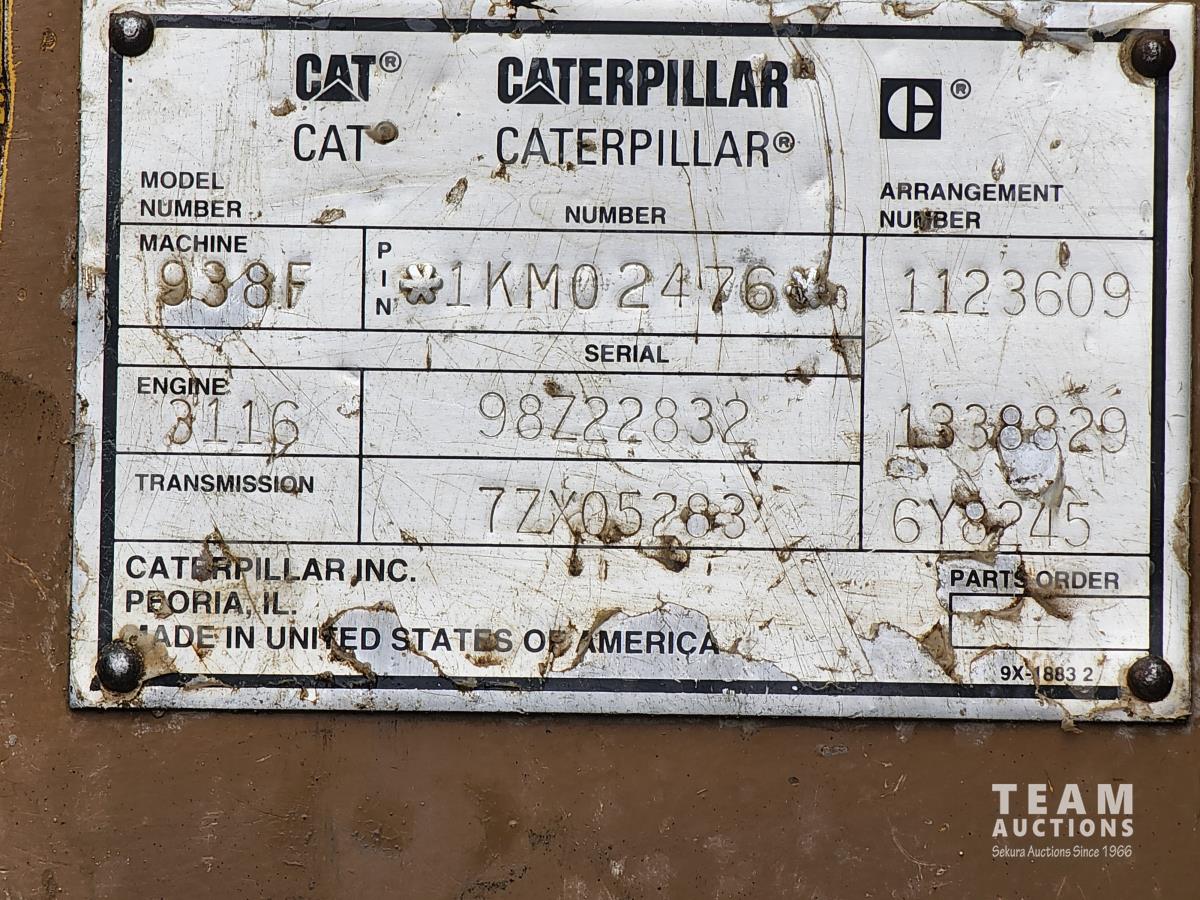 CAT® CATERPILLAR ®
CAT® CATERPILLAR®
MODEL NUMBER
NUMBER
ARRANGEMENT NUMBER
MACHINE
938F
PIN
*1KM02476*
1123609
SERIAL
ENGINE
3116
98Z22832
1338829
TRANSMISSION
7ZX05283
6Y8245
CATERPILLAR INC.
PEORIA, IL.
MADE IN UNITED STATES OF AMERICA
PARTS ORDER
9X-1883 2
TEAM
AUCTIONS
Sekura Auctions Since 1966